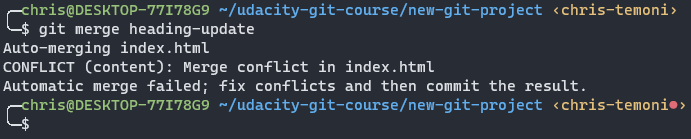 ╭─chris@DESKTOP-77I78G9 ~/udacity-git-course/new-git-project ‹chris-temoni›
╰─$ git merge heading-update
Auto-merging index.html
CONFLICT (content): Merge conflict in index.html
Automatic merge failed; fix conflicts and then commit the result.
╭─chris@DESKTOP-77I78G9 ~/udacity-git-course/new-git-project ‹chris-temoni●›
╰─$